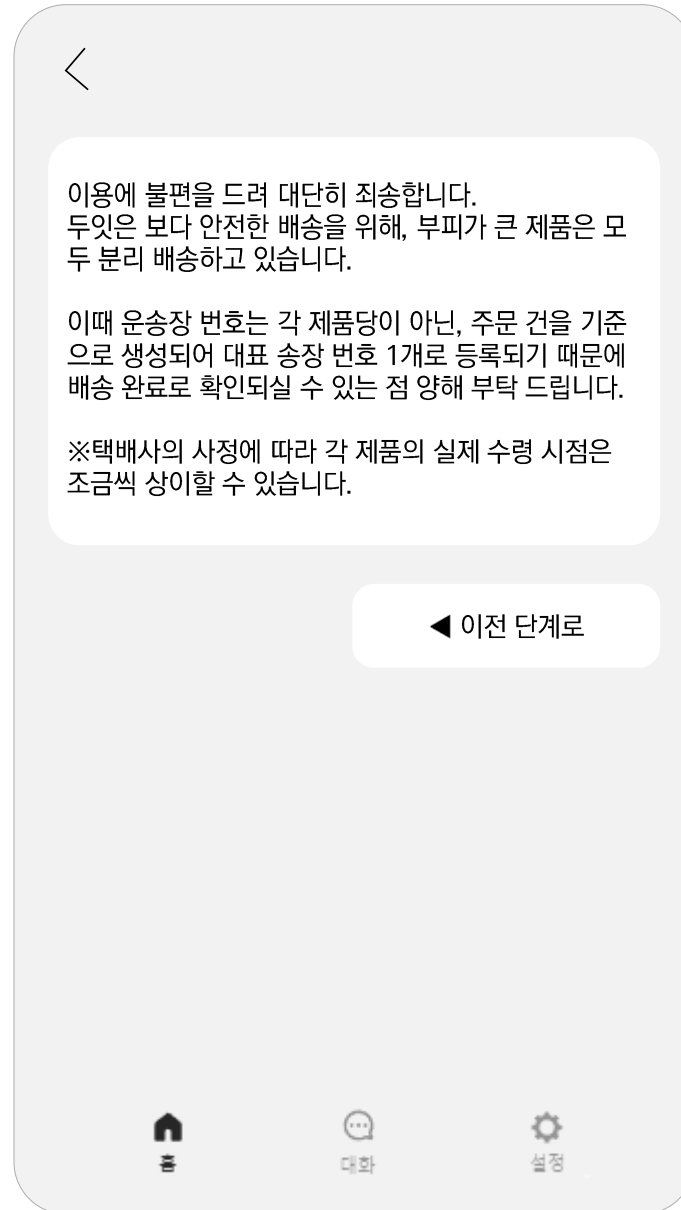 이용에 불편을 드려 대단히 죄송합니다.
두잇은 보다 안전한 배송을 위해, 부피가 큰 제품은 모
두 분리 배송하고 있습니다.
이때 운송장 번호는 각 제품당이 아닌, 주문 건을 기준
으로 생성되어 대표 송장 번호 1개로 등록되기 때문에
배송 완료로 확인되실 수 있는 점 양해 부탁 드립니다.
※택배사의 사정에 따라 각 제품의 실제 수령 시점은
조금씩 상이할 수 있습니다.
◀ 이전 단계로
홈 대화 설정